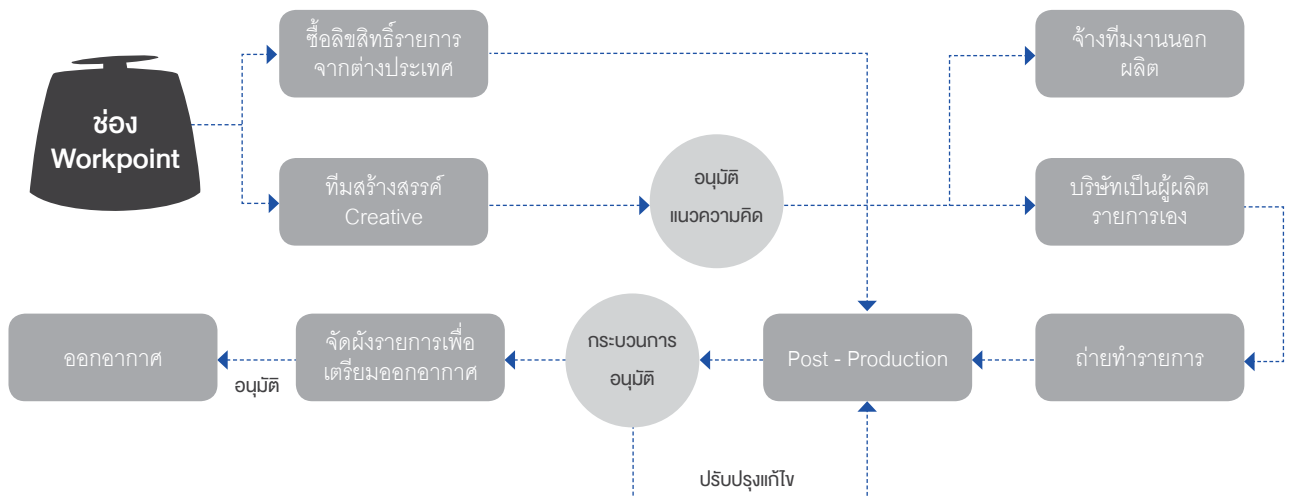 ช่อง
Workpoint
ซื้อลิขสิทธิ์รายการ
จากต่างประเทศ
จ้างทีมงานนอก
ผลิต
ทีมสร้างสรรค์
Creative
อนุมัติ
แนวความคิด
บริษัทเป็นผู้ผลิต
รายการเอง
ถ่ายทำรายการ
Post - Production
กระบวนการ
อนุมัติ
จัดผังรายการเพื่อ
เตรียมออกอากาศ
อนุมัติ
ออกอากาศ
ปรับปรุงแก้ไข